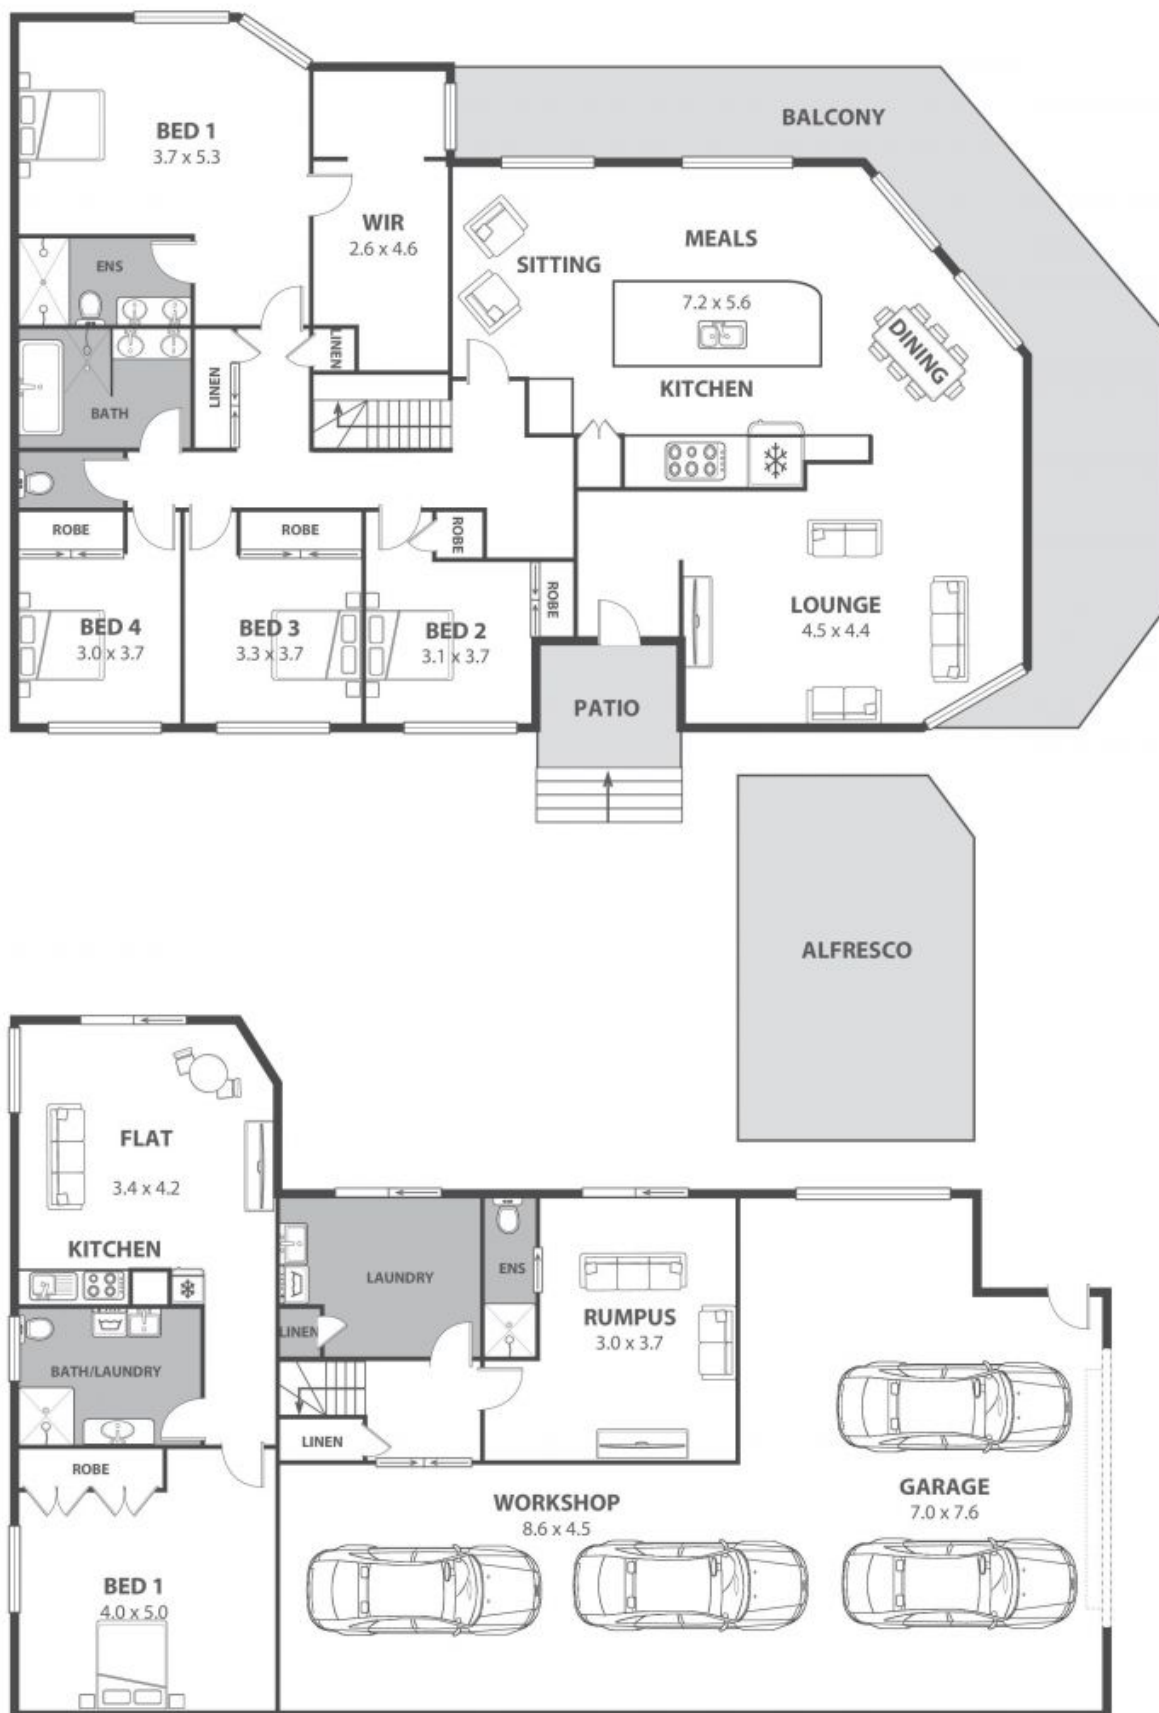 BALCONY
BED 1
3.7 x 5.3
WIR
2.6 x 4.6
MEALS
SITTING
ENS
7.2 x 5.6
DINING
LINEN
LINEN
KITCHEN
BATH
ROBE
ROBE
ROBE
ROBE
BED 4
3.0 x 3.7
BED 3
3.3 x 3.7
BED 2
3.1 x 3.7
LOUNGE
4.5 x 4.4
PATIO
ALFRESCO
FLAT
3.4 x 4.2
KITCHEN
LAUNDRY
ENS
RUMPUS
3.0 x 3.7
LINEN
BATH/LAUNDRY
LINEN
ROBE
GARAGE
7.0 x 7.6
WORKSHOP
8.6 x 4.5
BED 1
4.0 x 5.0